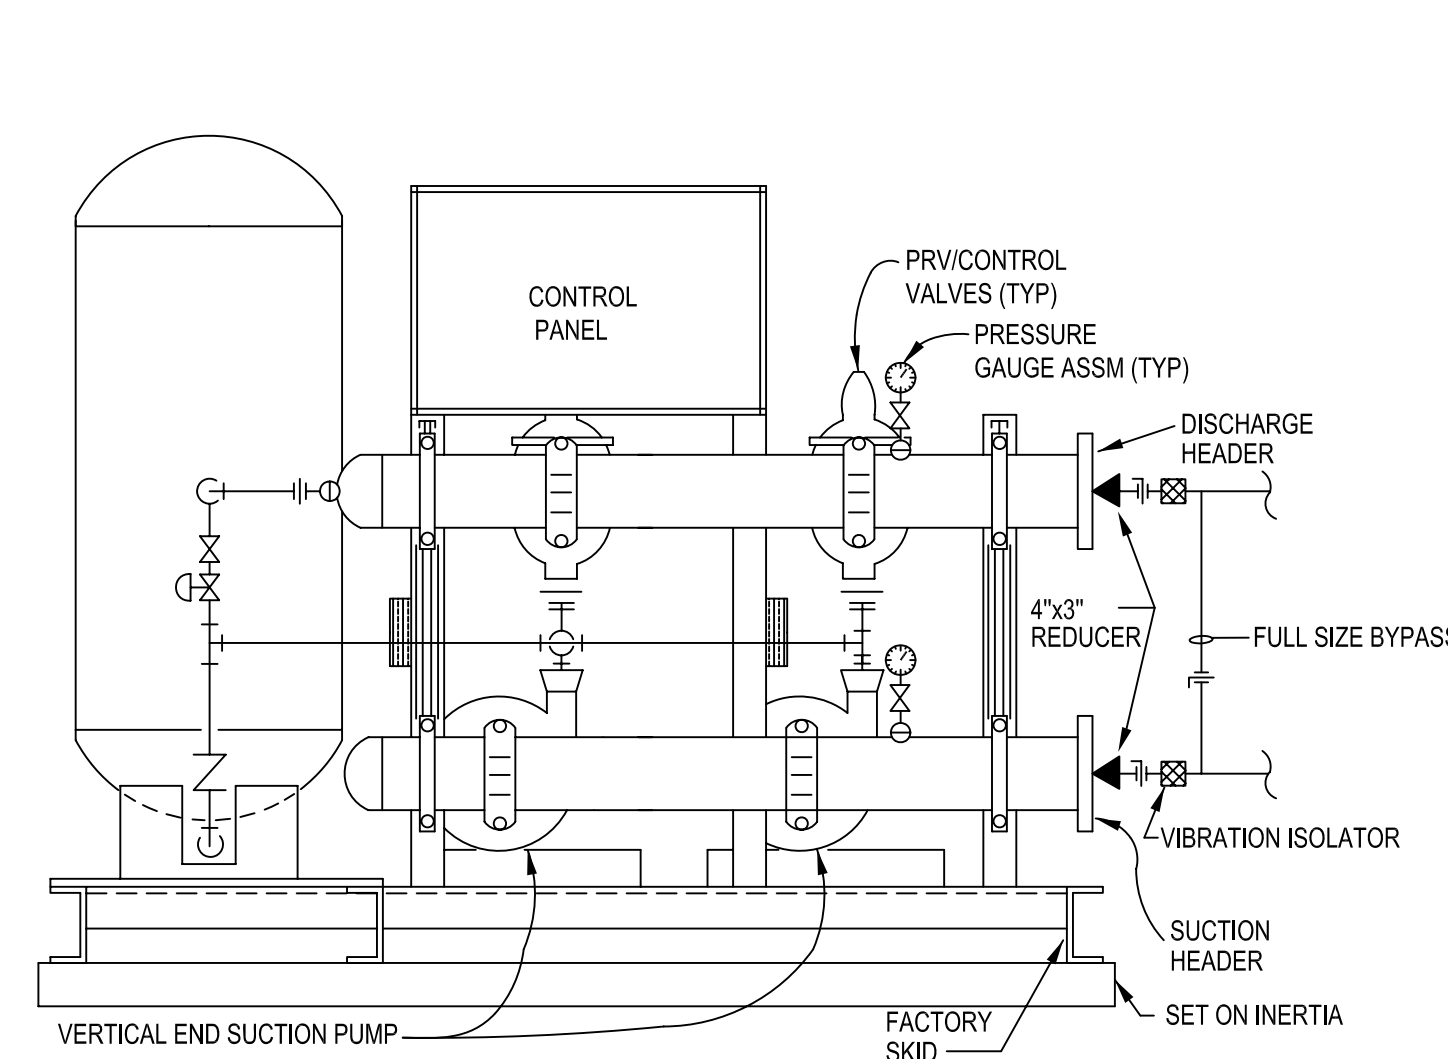 CONTROL
PANEL
PRV/CONTROL
VALVES (TYP)
PRESSURE
GAUGE ASSM (TYP)
DISCHARGE
HEADER
4"x3"
REDUCER
FULL SIZE BYPASS
VIBRATION ISOLATOR
SUCTION
HEADER
SET ON INERTIA
FACTORY
SKID
VERTICAL END SUCTION PUMP